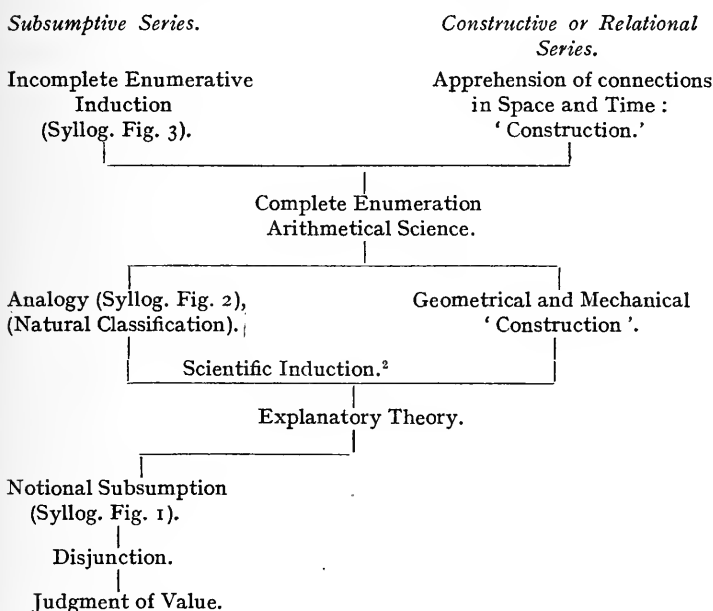 Subsumptive Series.
Constructive or Relational
Series.
Incomplete Enumerative
Induction
(Syllog. Fig. 3).
Apprehension of connections
in Space and Time :
‘ Construction.’
Complete Enumeration
Arithmetical Science.
Analogy (Syllog. Fig. 2),
(Natural Classification).
Geometrical and Mechanical
‘ Construction ’.
Scientific Induction.²
Explanatory Theory.
Notional Subsumption
(Syllog. Fig. 1).
Disjunction.
Judgment of Value.